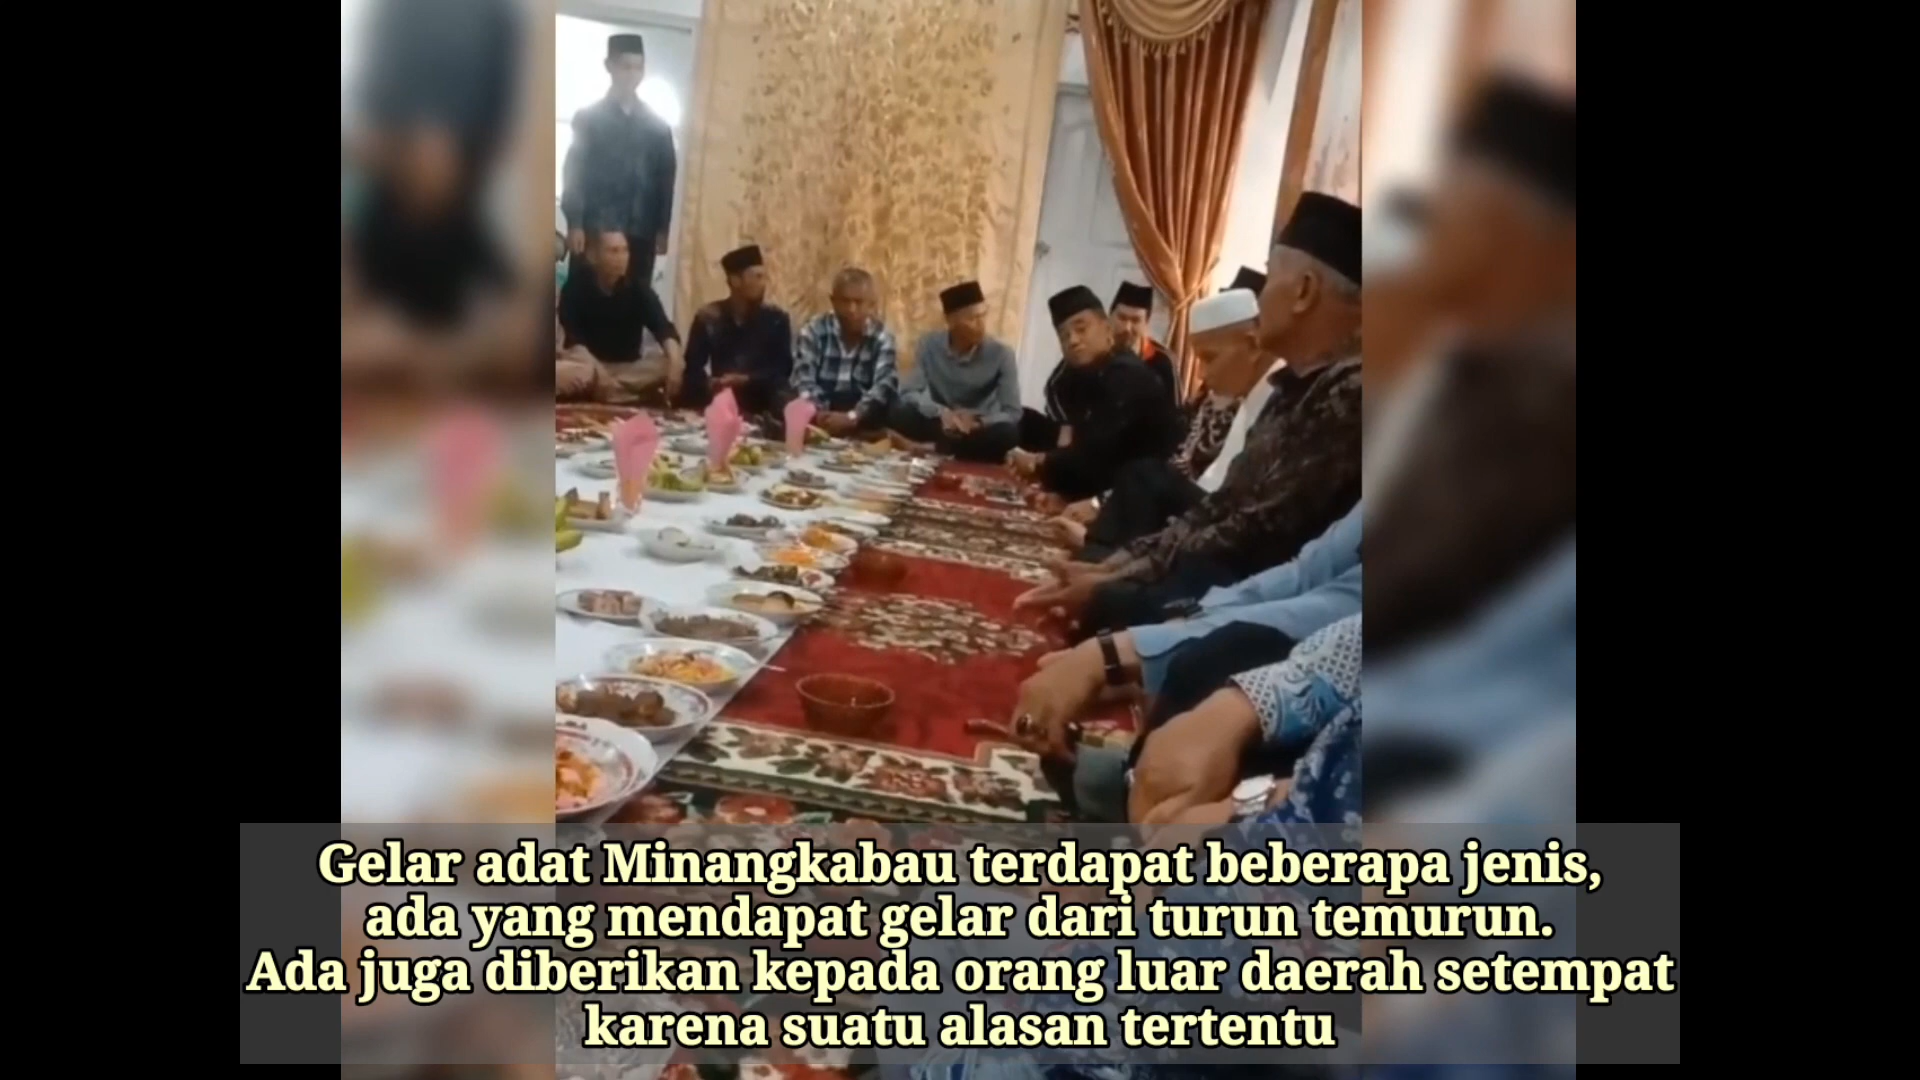 Gelar adat Minangkabau terdapat beberapa jenis,
ada yang mendapat gelar dari turun temurun.
Ada juga diberikan kepada orang luar daerah setempat
karena suatu alasan tertentu